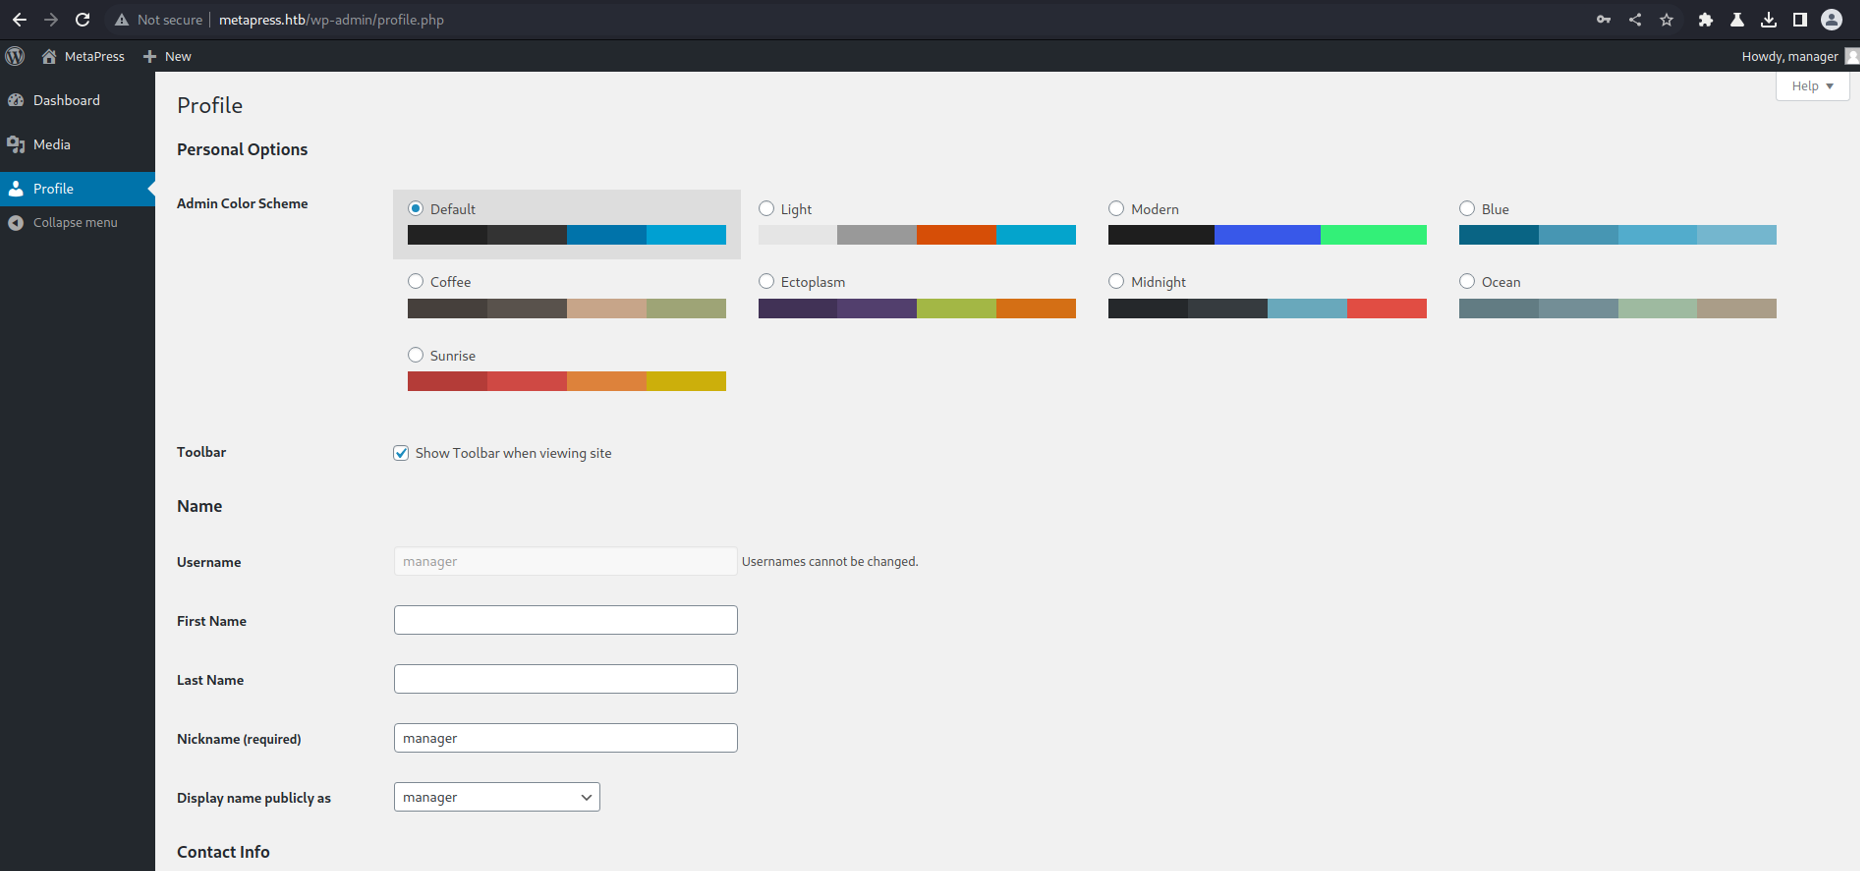 Not secure metapress.htb/wp-admin/profile.php
MetaPress New Howdy, manager
Help
Dashboard
Media
Profile
Collapse menu
Profile
Personal Options
Admin Color Scheme
Default Light Modern Blue
Coffee Ectoplasm Midnight Ocean
Sunrise
Toolbar Show Toolbar when viewing site
Name
Username manager Usernames cannot be changed.
First Name
Last Name
Nickname (required) manager
Display name publicly as manager
Contact Info